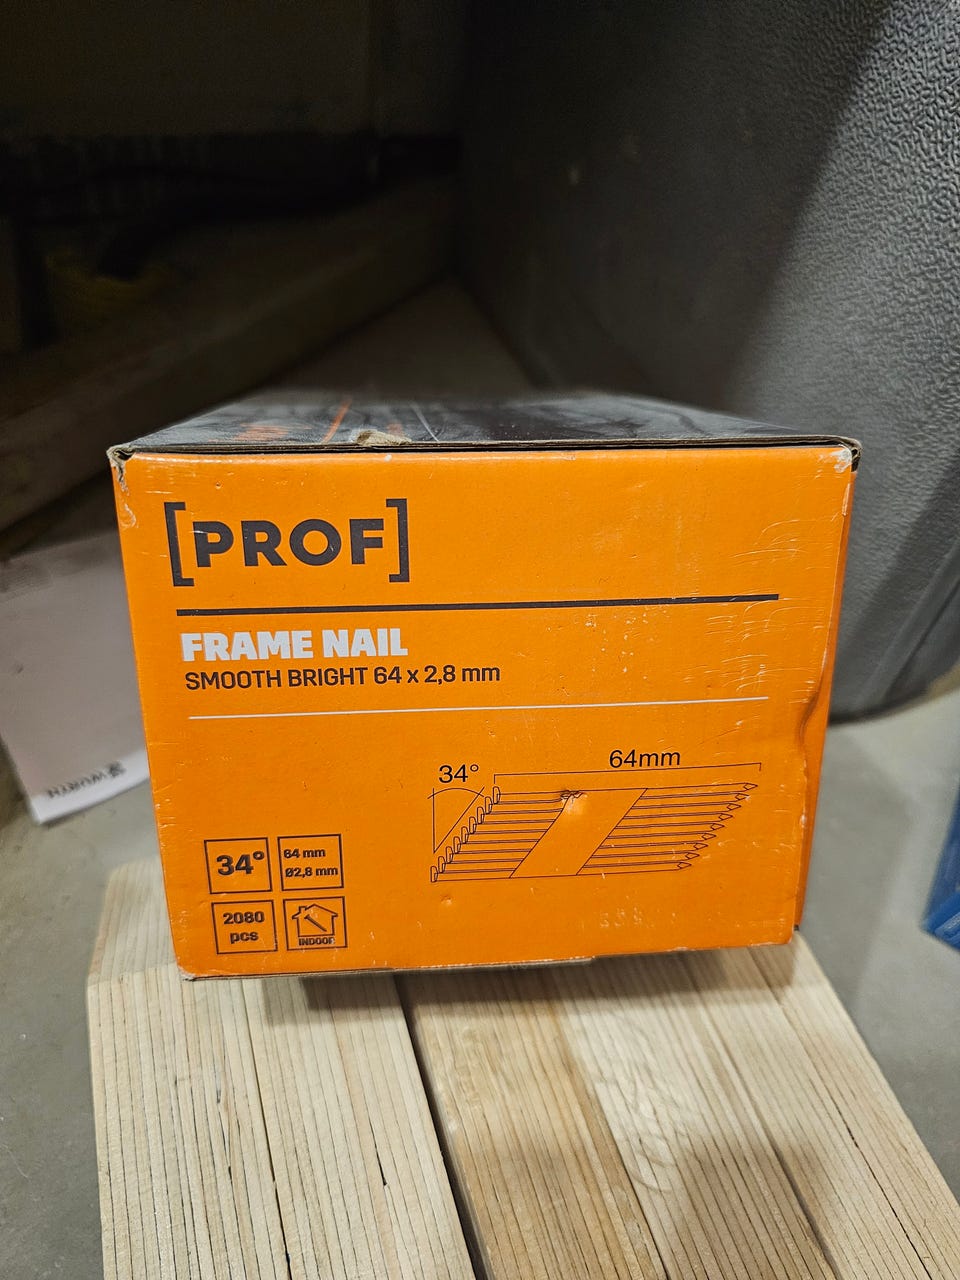 [PROF]
FRAME NAIL
SMOOTH BRIGHT 64 x 2,8 mm
34°
64mm
34°
64 mm
Ø2,8 mm
2080
pcs
INDOOR
WÜRTH